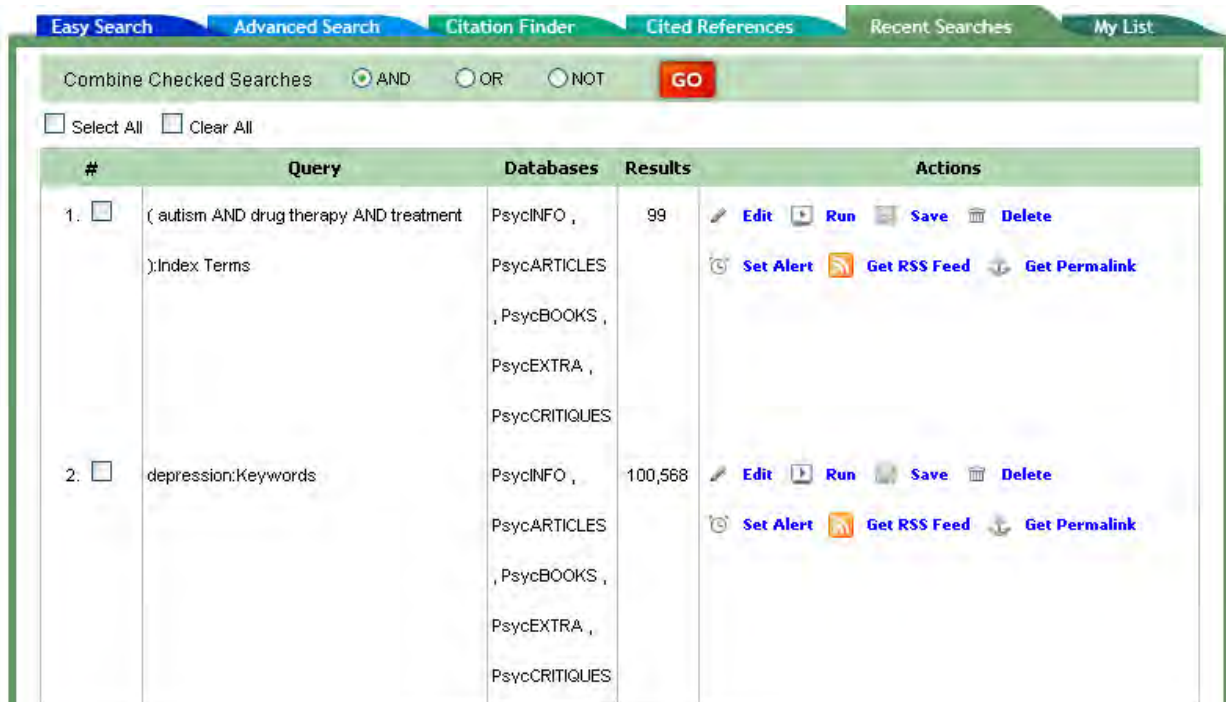 Easy Search Advanced Search Citation Finder Cited References Recent Searches My List
Combine Checked Searches AND OR NOT GO
Select All Clear All
# Query Databases Results Actions
1. ( autism AND drug therapy AND treatment PsycINFO , 99 Edit Run Save Delete
):Index Terms PsycARTICLES Set Alert Get RSS Feed Get Permalink
, PsycBOOKS ,
PsycEXTRA ,
PsycCRITIQUES
2. depression:Keywords PsycINFO , 100,568 Edit Run Save Delete
PsycARTICLES Set Alert Get RSS Feed Get Permalink
, PsycBOOKS ,
PsycEXTRA ,
PsycCRITIQUES